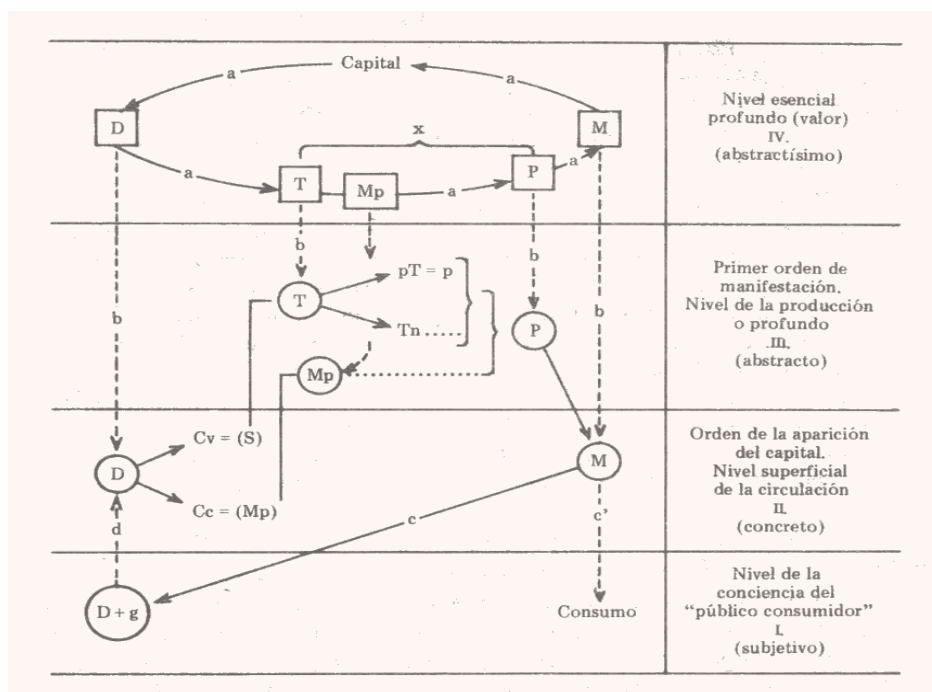 Capital
a
a
D
M
x
a
T
Mp
a
P
a
Nivel esencial
profundo (valor)
IV.
(abstractísimo)
b
b
b
b
T
pT = p
Tn .....
P
Mp
Primer orden de
manifestación.
Nivel de la producción
o profundo
III.
(abstracto)
Cv = (S)
D
Cc = (Mp)
M
c
c’
d
Orden de la aparición
del capital.
Nivel superficial
de la circulación
II.
(concreto)
D + g
Consumo
Nivel de la
conciencia del
“público consumidor”
I.
(subjetivo)